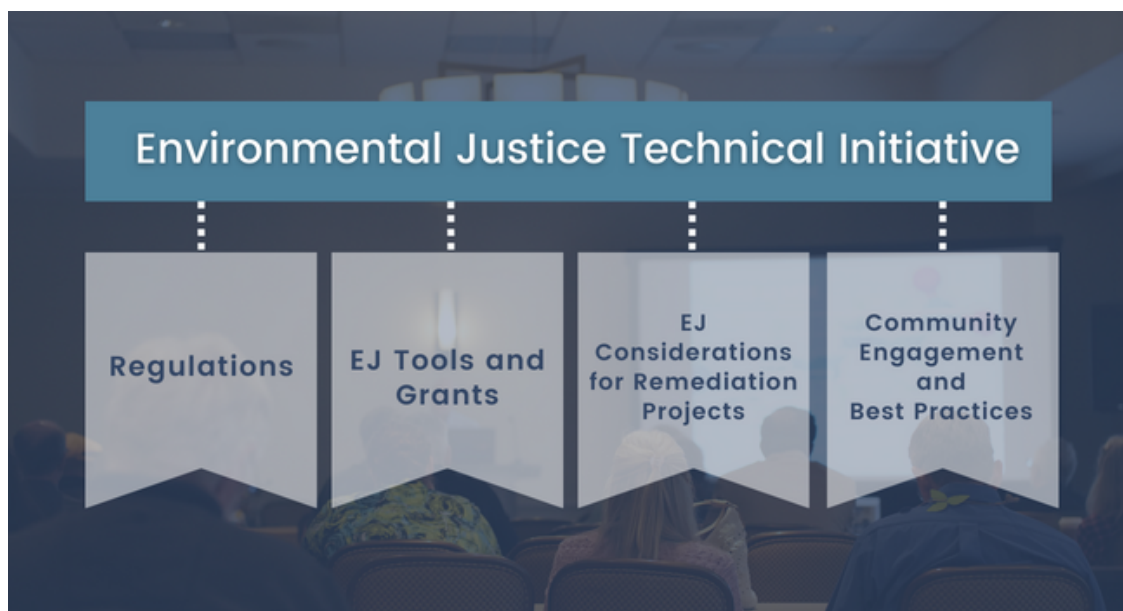 Environmental Justice Technical Initiative
Regulations
EJ Tools and
Grants
EJ
Considerations
for Remediation
Projects
Community
Engagement
and
Best Practices